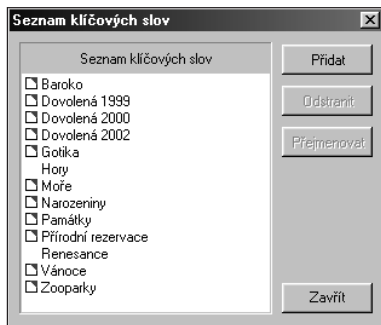 Seznam klíčových slov
Seznam klíčových slov
Přidat
Baroko
Dovolená 1999
Odstranit
Dovolená 2000
Dovolená 2002
Přejmenovat
Gotika
Hory
Moře
Narozeniny
Památky
Přírodní rezervace
Renesance
Vánoce
Zooparky
Zavřít